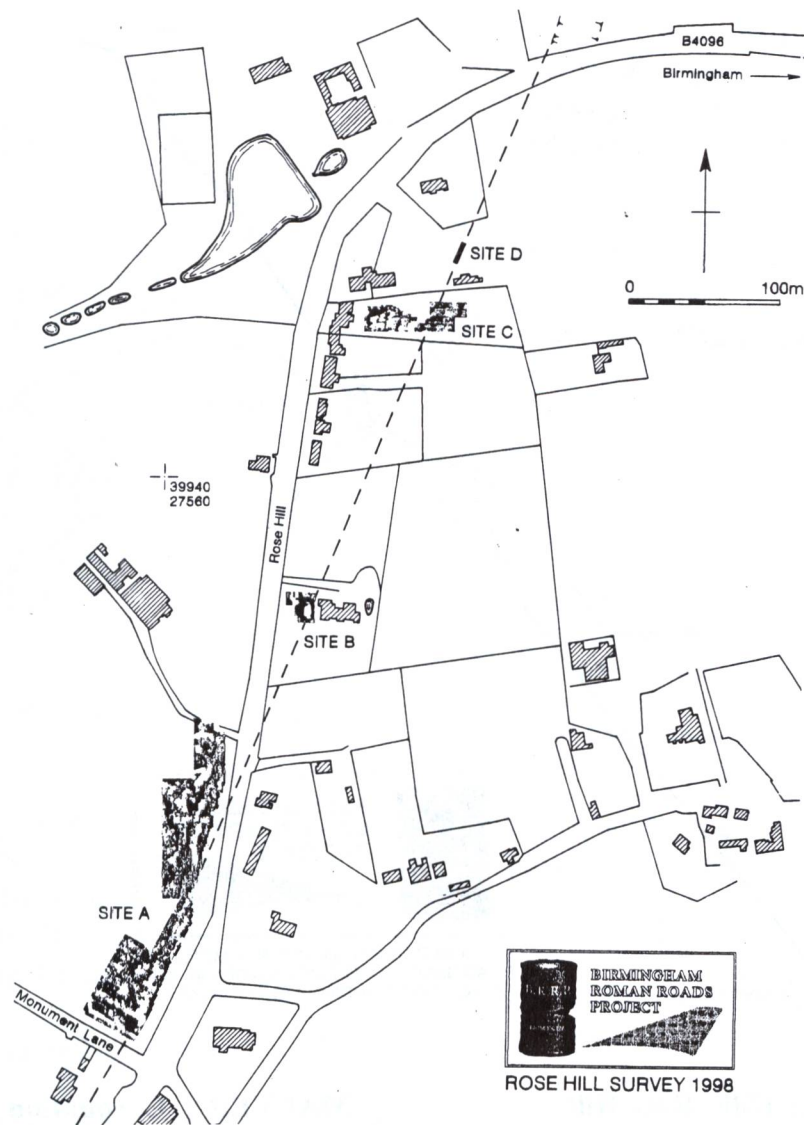 B4096
Birmingham
SITE D
0 100m
SITE C
39940
27560
Rose Hill
SITE B
SITE A
Monument Lane
B.R.R.P.
BIRMINGHAM
ROMAN ROADS
PROJECT
ROSE HILL SURVEY 1998